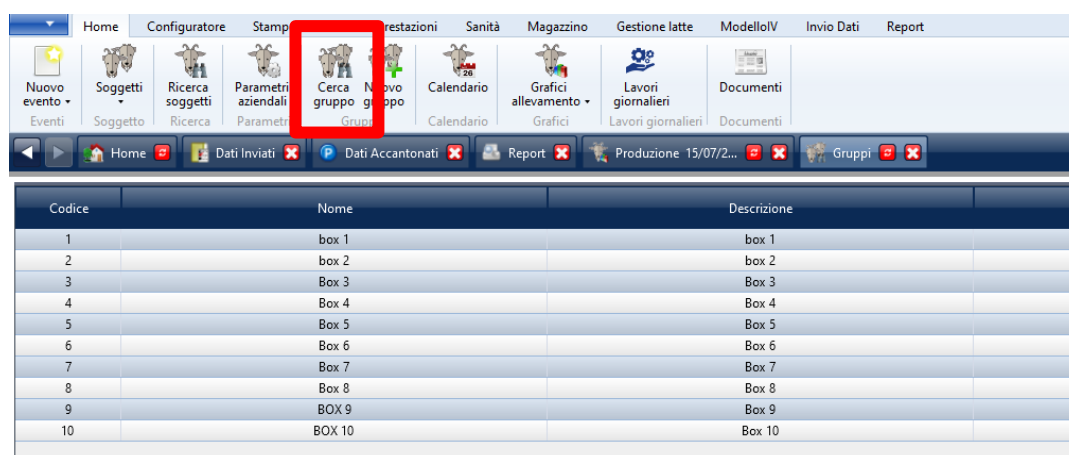 Home Configuratore Stamp restazioni Sanità Magazzino Gestione latte ModelloIV Invio Dati Report
Nuovo evento Soggetti Ricerca soggetti Parametri aziendali Cerca gruppo Nuovo gruppo Calendario 26 Grafici allevamento Lavori giornalieri Documenti
Eventi Soggetto Ricerca Parametri Gruppi Calendario Grafici Lavori giornalieri Documenti
Home Dati Inviati P Dati Accantonati Report Produzione 15/07/2... Gruppi
Codice Nome Descrizione
1 box 1 box 1
2 box 2 box 2
3 Box 3 Box 3
4 Box 4 Box 4
5 Box 5 Box 5
6 Box 6 Box 6
7 Box 7 Box 7
8 Box 8 Box 8
9 BOX 9 Box 9
10 BOX 10 Box 10